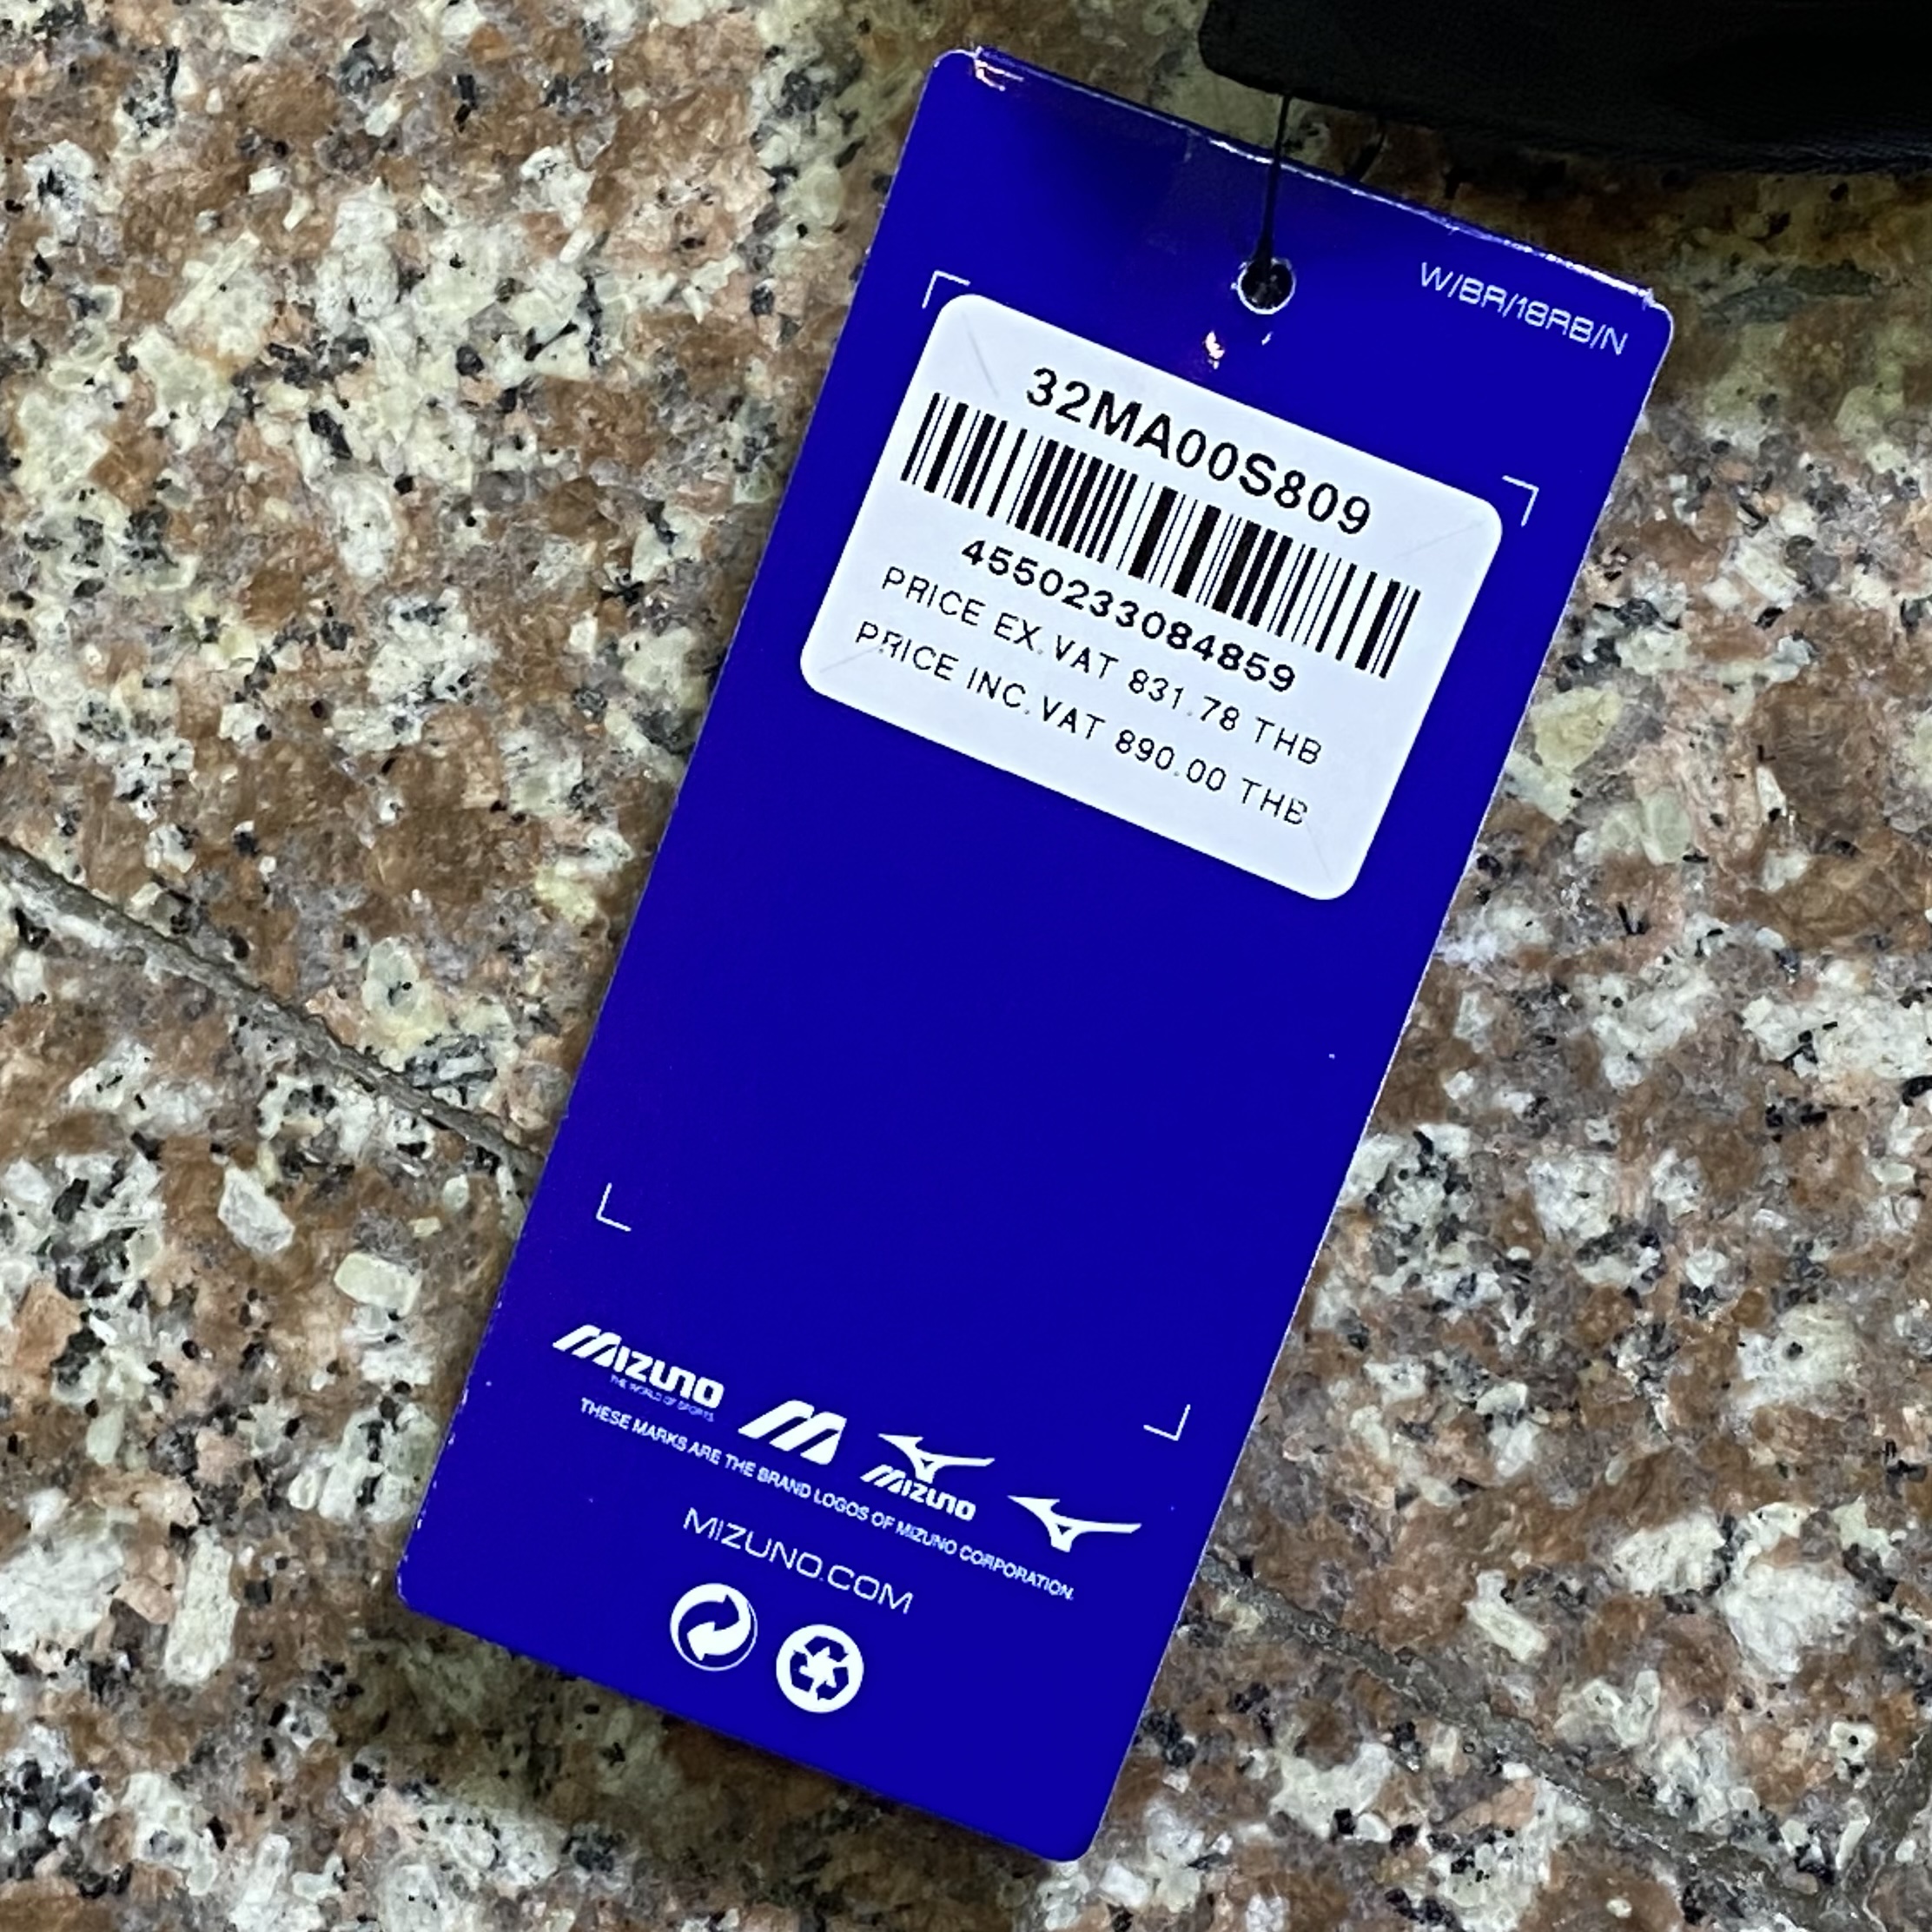 W/BR/18RB/N
32MA00S809
4550233084859
PRICE EX.VAT 831.78 THB
PRICE INC.VAT 890.00 THB
MIZUNO
THE WORLD OF SPORTS
MIZUNO
THESE MARKS ARE THE BRAND LOGOS OF MIZUNO CORPORATION.
MIZUNO.COM